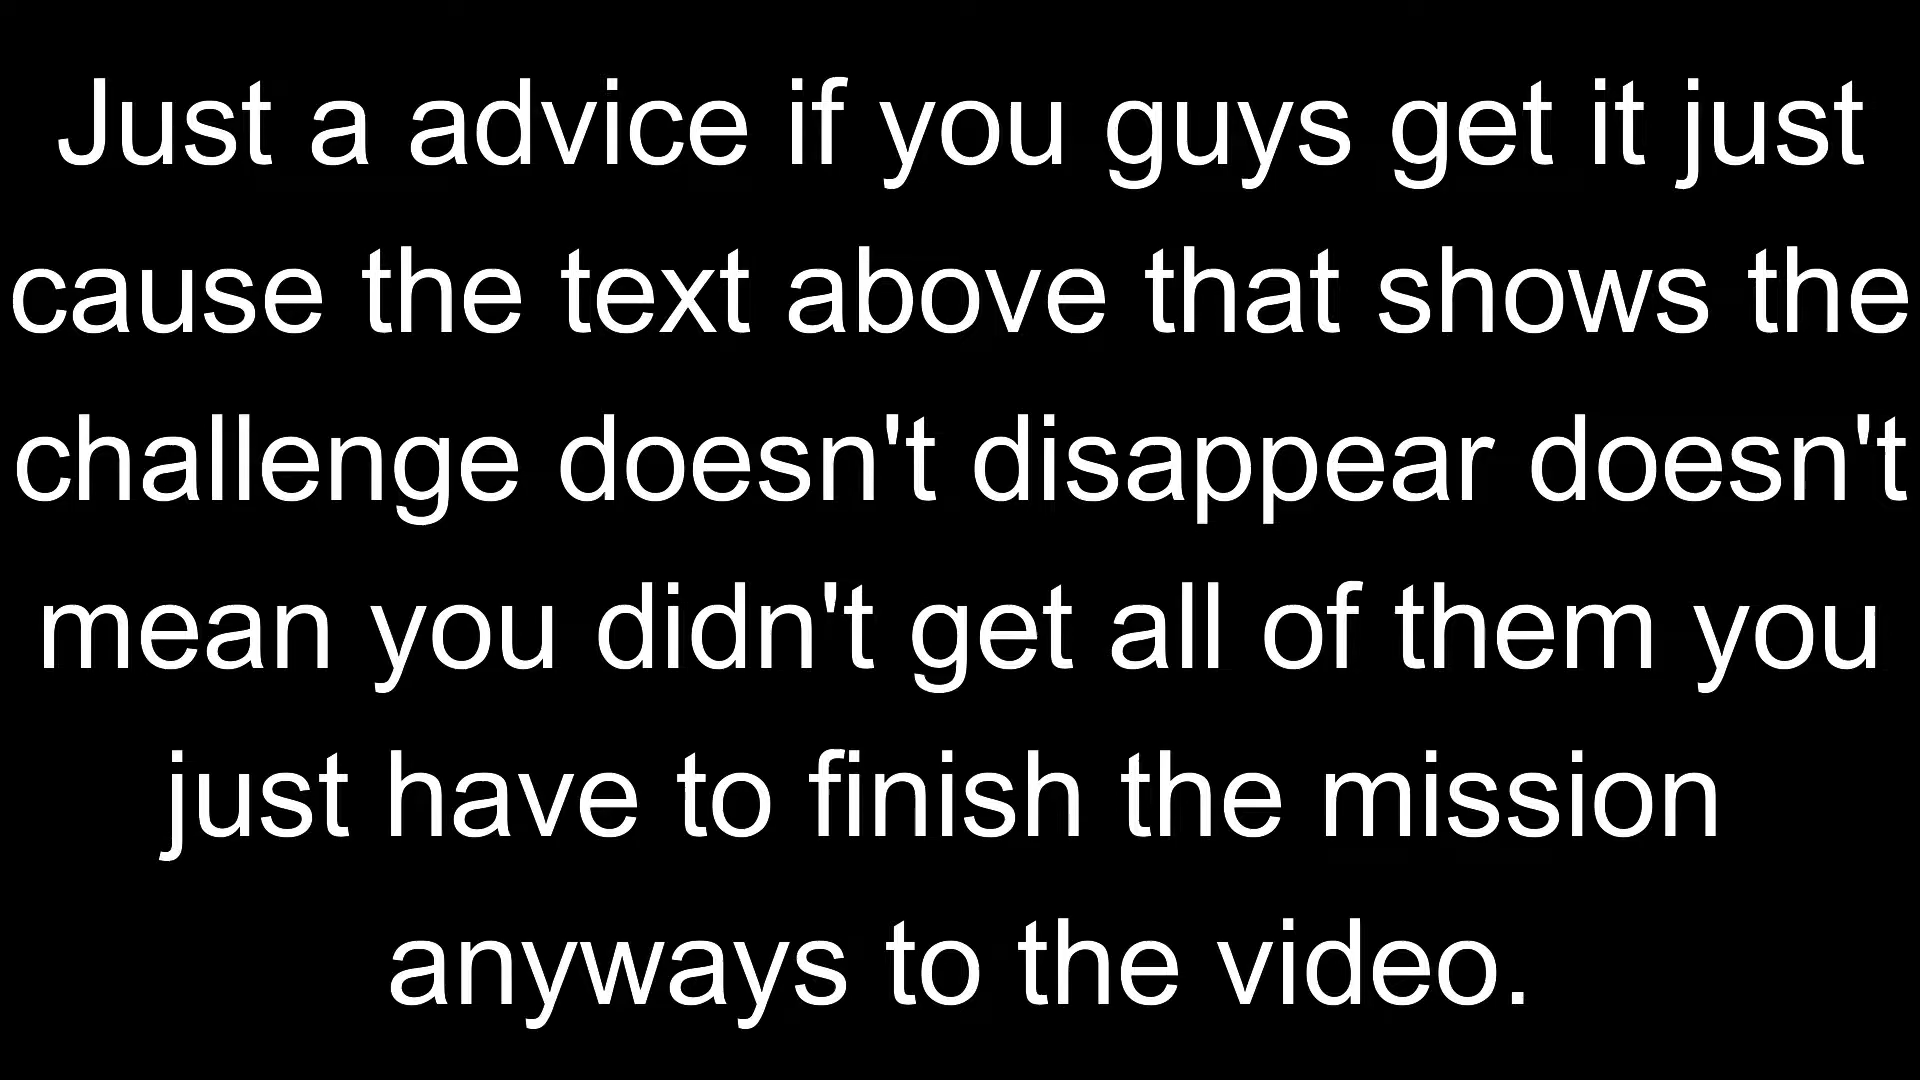 Just a advice if you guys get it just
cause the text above that shows the
challenge doesn't disappear doesn't
mean you didn't get all of them you
just have to finish the mission
anyways to the video.